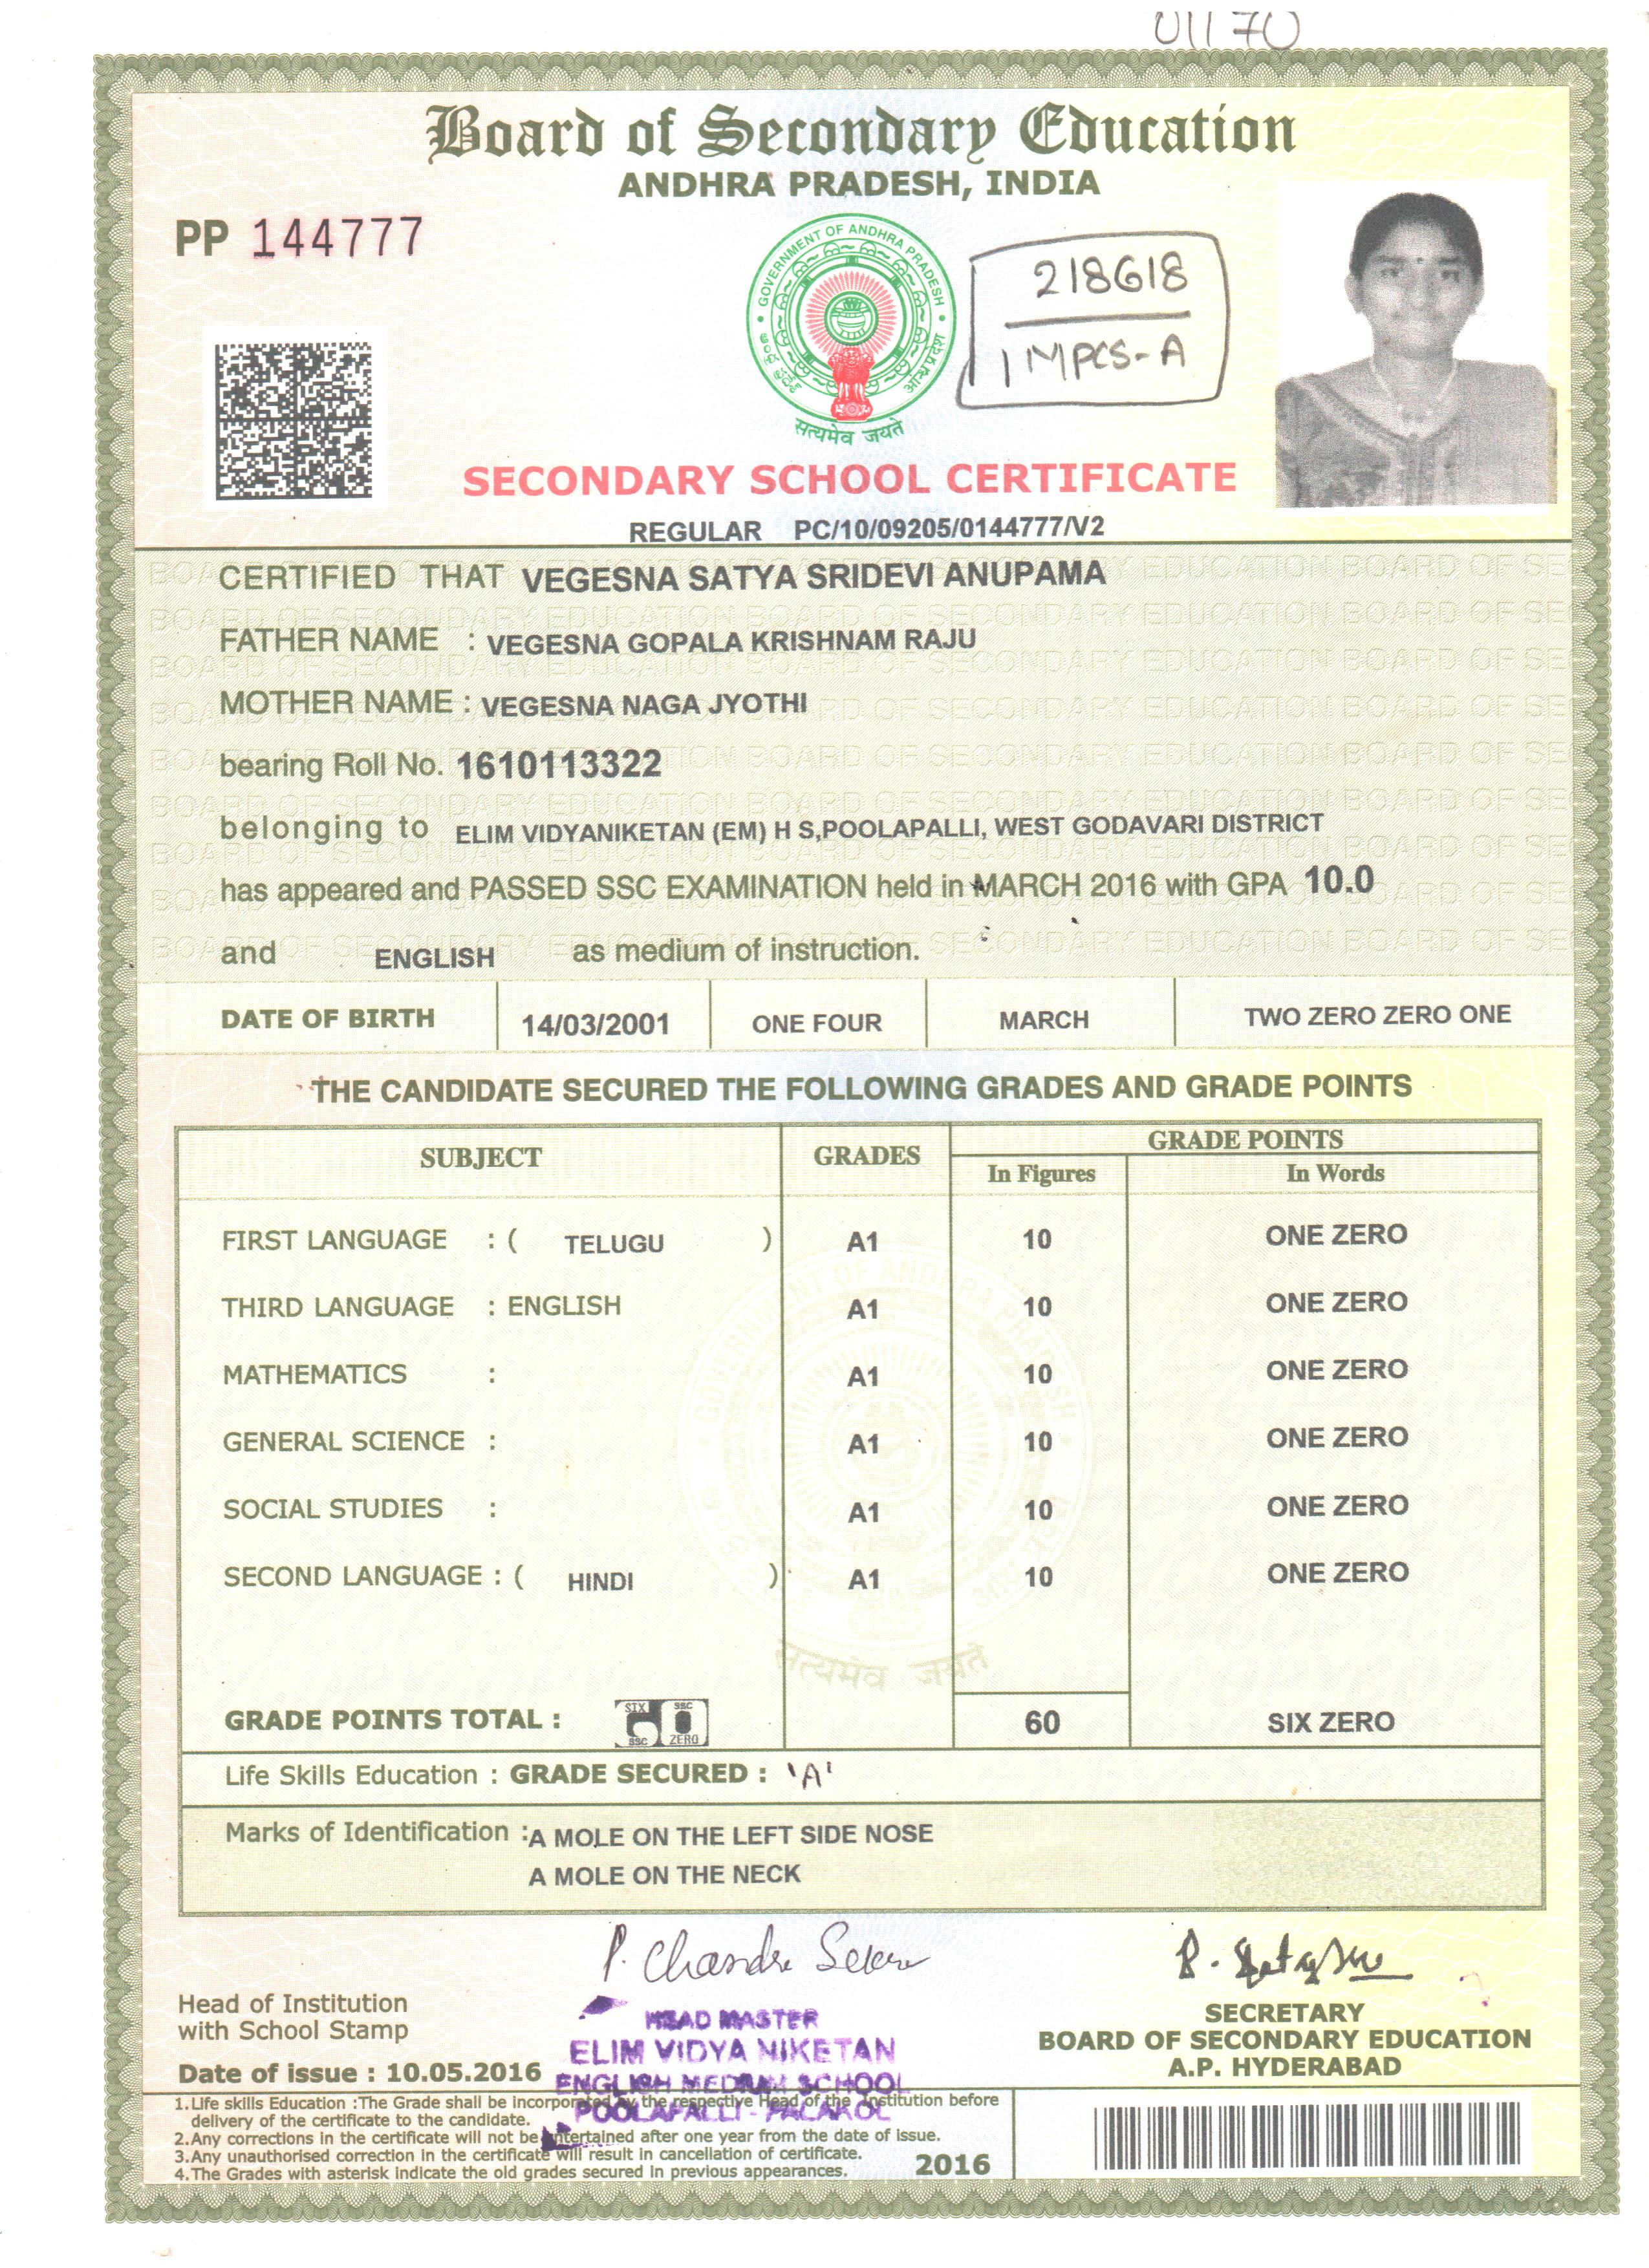 01170
Board of Secondary Education
ANDHRA PRADESH, INDIA
PP 144777
GOVERNMENT OF ANDHRA PRADESH
आन्ध्र प्रदेश
सत्यमेव जयते
218618
1 MPCS-A
SECONDARY SCHOOL CERTIFICATE
REGULAR PC/10/09205/0144777/V2
CERTIFIED THAT VEGESNA SATYA SRIDEVI ANUPAMA
FATHER NAME : VEGESNA GOPALA KRISHNAM RAJU
MOTHER NAME : VEGESNA NAGA JYOTHI
bearing Roll No. 1610113322
belonging to ELIM VIDYANIKETAN (EM) H S,POOLAPALLI, WEST GODAVARI DISTRICT
has appeared and PASSED SSC EXAMINATION held in MARCH 2016 with GPA 10.0
and ENGLISH as medium of instruction.
DATE OF BIRTH 14/03/2001 ONE FOUR MARCH TWO ZERO ZERO ONE
THE CANDIDATE SECURED THE FOLLOWING GRADES AND GRADE POINTS
SUBJECT GRADES GRADE POINTS
In Figures In Words
FIRST LANGUAGE : ( TELUGU ) A1 10 ONE ZERO
THIRD LANGUAGE : ENGLISH A1 10 ONE ZERO
MATHEMATICS : A1 10 ONE ZERO
GENERAL SCIENCE : A1 10 ONE ZERO
SOCIAL STUDIES : A1 10 ONE ZERO
SECOND LANGUAGE : ( HINDI ) A1 10 ONE ZERO
सत्यमेव जयते
GRADE POINTS TOTAL : SIX SSC SSC ZERO 60 SIX ZERO
Life Skills Education : GRADE SECURED : 'A'
Marks of Identification : A MOLE ON THE LEFT SIDE NOSE
A MOLE ON THE NECK
P. Chandra Seker
Head of Institution
with School Stamp
HEAD MASTER
ELIM VIDYA NIKETAN
ENGLISH MEDIUM SCHOOL
POOLAPALLI - PALAKOL
SECRETARY
BOARD OF SECONDARY EDUCATION
A.P. HYDERABAD
Date of issue : 10.05.2016
1.Life skills Education :The Grade shall be incorporated by the respective Head of the Institution before
delivery of the certificate to the candidate.
2.Any corrections in the certificate will not be entertained after one year from the date of issue.
3.Any unauthorised correction in the certificate will result in cancellation of certificate.
4.The Grades with asterisk indicate the old grades secured in previous appearances.
2016